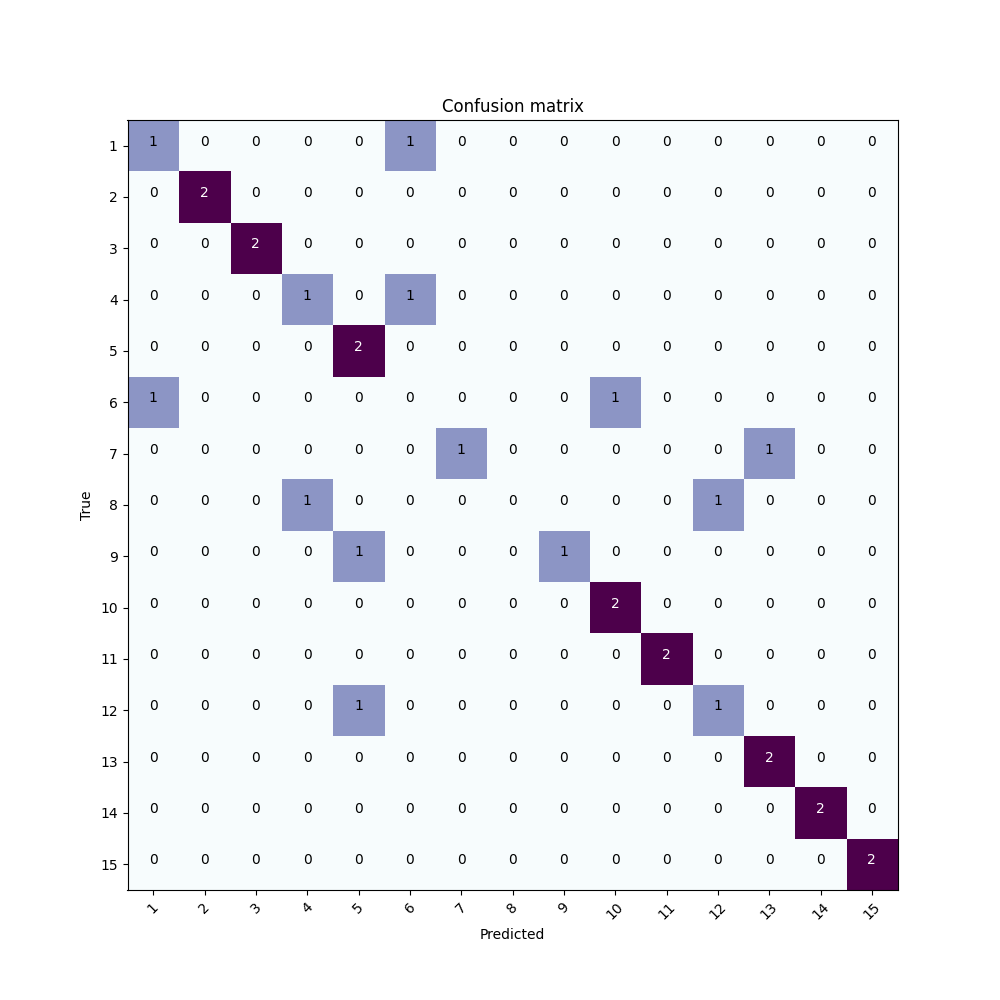 Confusion matrix
1 1 0 0 0 0 1 0 0 0 0 0 0 0 0 0
2 0 2 0 0 0 0 0 0 0 0 0 0 0 0 0
3 0 0 2 0 0 0 0 0 0 0 0 0 0 0 0
4 0 0 0 1 0 1 0 0 0 0 0 0 0 0 0
5 0 0 0 0 2 0 0 0 0 0 0 0 0 0 0
6 1 0 0 0 0 0 0 0 0 1 0 0 0 0 0
7 0 0 0 0 0 0 1 0 0 0 0 0 1 0 0
True
8 0 0 0 1 0 0 0 0 0 0 0 1 0 0 0
9 0 0 0 0 1 0 0 0 1 0 0 0 0 0 0
10 0 0 0 0 0 0 0 0 0 2 0 0 0 0 0
11 0 0 0 0 0 0 0 0 0 0 2 0 0 0 0
12 0 0 0 0 1 0 0 0 0 0 0 1 0 0 0
13 0 0 0 0 0 0 0 0 0 0 0 0 2 0 0
14 0 0 0 0 0 0 0 0 0 0 0 0 0 2 0
15 0 0 0 0 0 0 0 0 0 0 0 0 0 0 2
1 2 3 4 5 6 7 8 9 10 11 12 13 14 15
Predicted